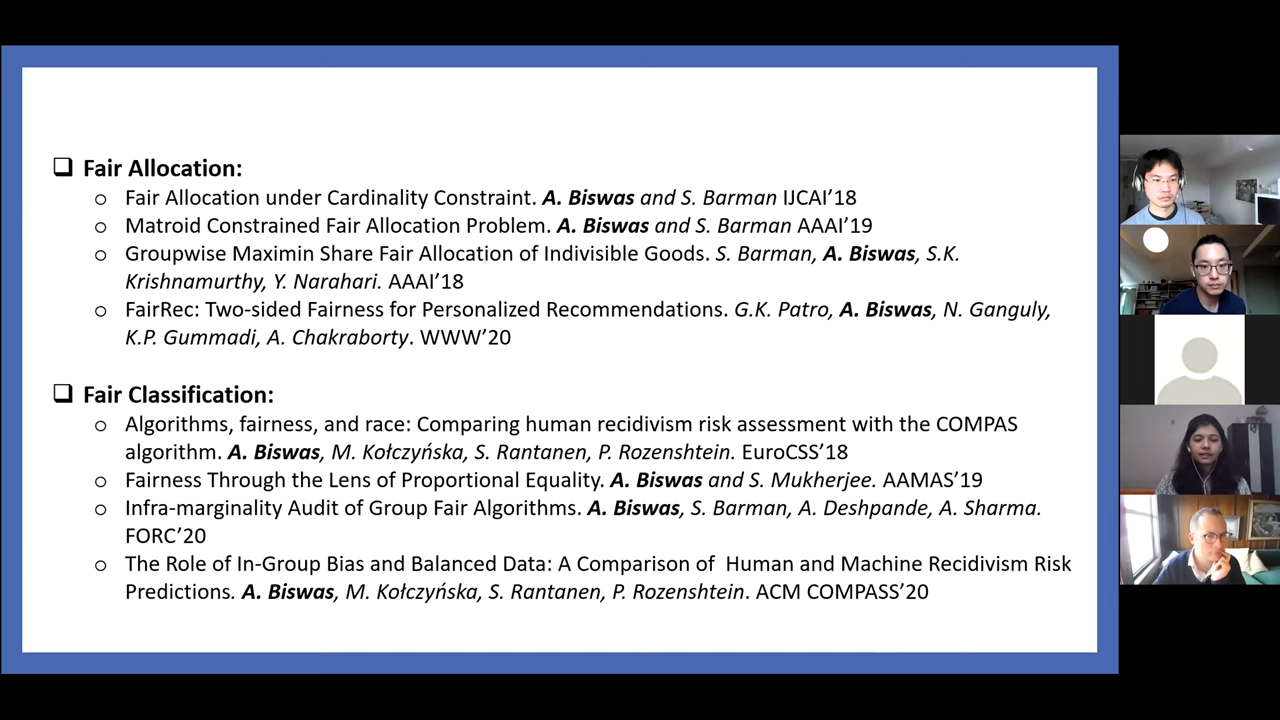 ❑ Fair Allocation:
o Fair Allocation under Cardinality Constraint. A. Biswas and S. Barman IJCAI’18
o Matroid Constrained Fair Allocation Problem. A. Biswas and S. Barman AAAI’19
o Groupwise Maximin Share Fair Allocation of Indivisible Goods. S. Barman, A. Biswas, S.K.
Krishnamurthy, Y. Narahari. AAAI’18
o FairRec: Two-sided Fairness for Personalized Recommendations. G.K. Patro, A. Biswas, N. Ganguly,
K.P. Gummadi, A. Chakraborty. WWW’20
❑ Fair Classification:
o Algorithms, fairness, and race: Comparing human recidivism risk assessment with the COMPAS
algorithm. A. Biswas, M. Kołczyńska, S. Rantanen, P. Rozenshtein. EuroCSS’18
o Fairness Through the Lens of Proportional Equality. A. Biswas and S. Mukherjee. AAMAS’19
o Infra-marginality Audit of Group Fair Algorithms. A. Biswas, S. Barman, A. Deshpande, A. Sharma.
FORC’20
o The Role of In-Group Bias and Balanced Data: A Comparison of Human and Machine Recidivism Risk
Predictions. A. Biswas, M. Kołczyńska, S. Rantanen, P. Rozenshtein. ACM COMPASS’20